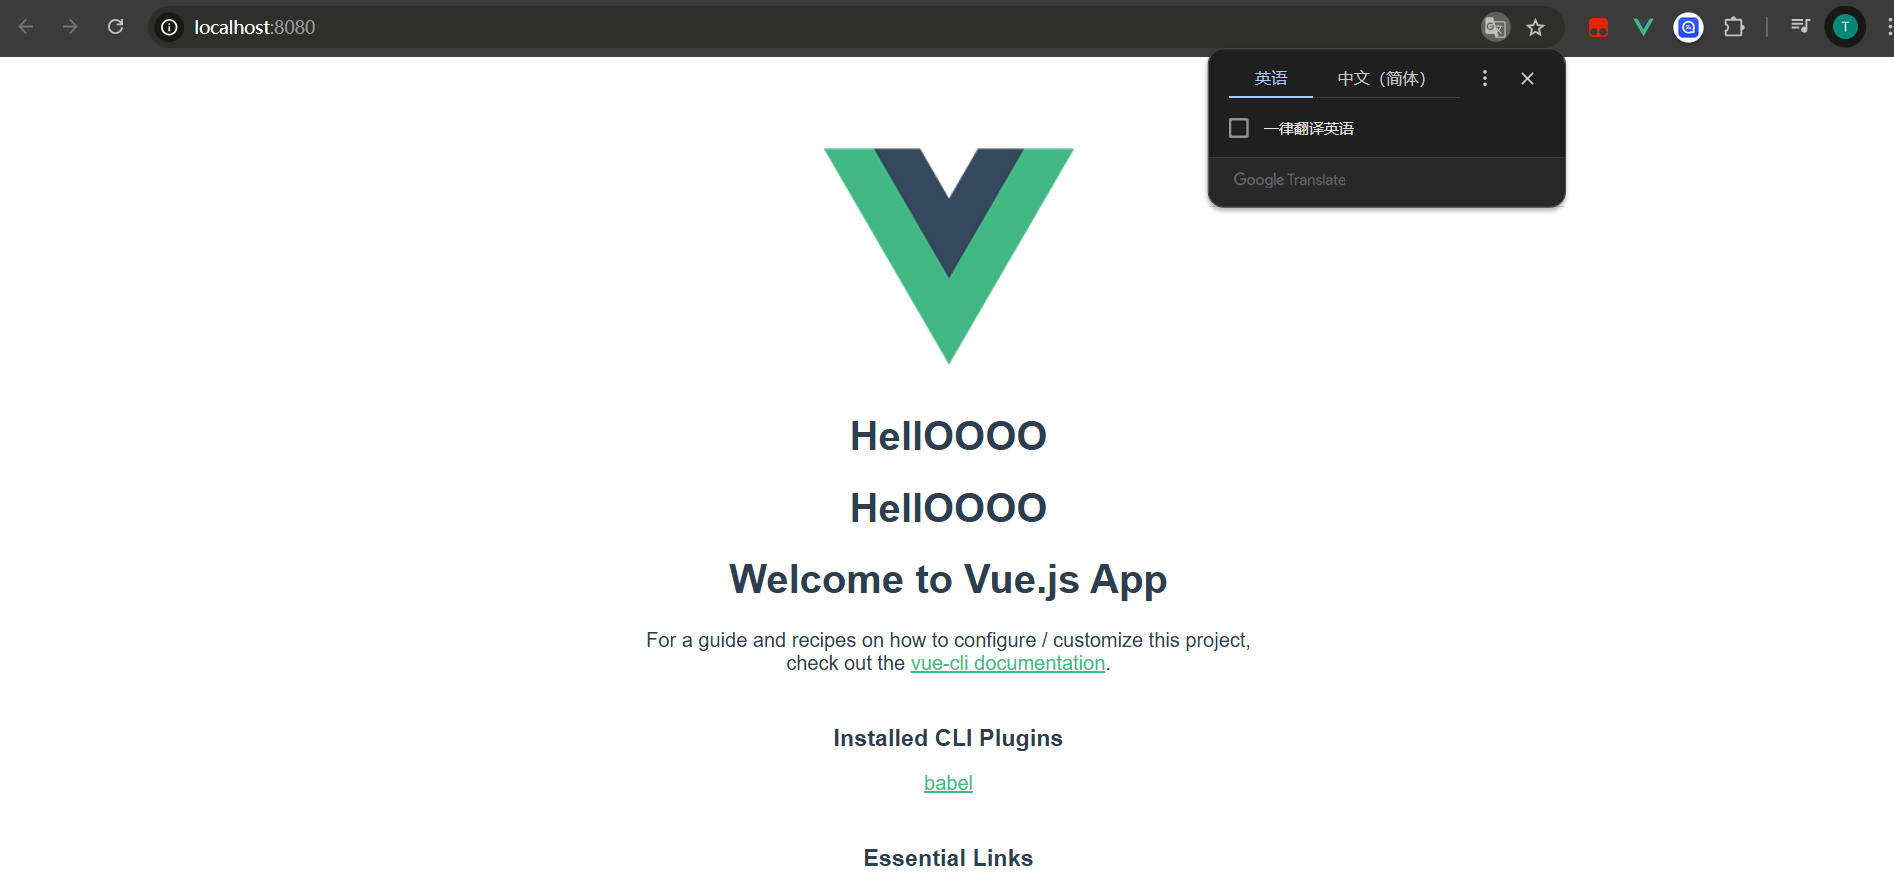 localhost:8080
T
英语
中文（简体）
一律翻译英语
Google Translate
HellOOOO
HellOOOO
Welcome to Vue.js App
For a guide and recipes on how to configure / customize this project,
check out the vue-cli documentation.
Installed CLI Plugins
babel
Essential Links